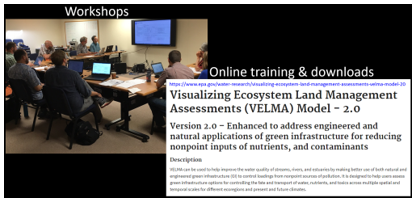 Workshops
Online training & downloads
https://www.epa.gov/water-research/visualizing-ecosystem-land-management-assessments-velma-model-20
Visualizing Ecosystem Land Management
Assessments (VELMA) Model - 2.0
Version 2.0 – Enhanced to address engineered and
natural applications of green infrastructure for reducing
nonpoint inputs of nutrients, and contaminants
Description
VELMA can be used to help improve the water quality of streams, rivers, and estuaries by making better use of both natural and
engineered green infrastructure (GI) to control loadings from nonpoint sources of pollution. It is designed to help users assess
green infrastructure options for controlling the fate and transport of water, nutrients, and toxics across multiple spatial and
temporal scales for different ecoregions and present and future climates.